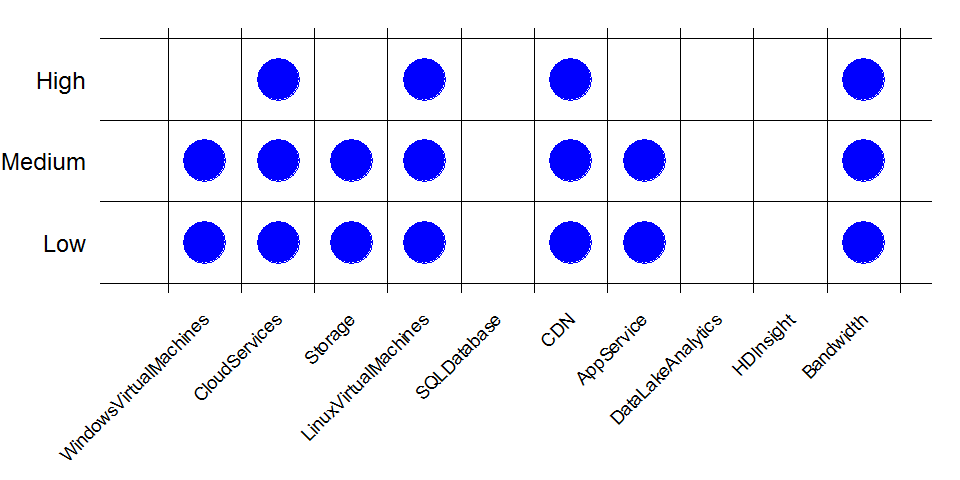 High
Medium
Low
WindowsVirtualMachines
CloudServices
Storage
LinuxVirtualMachines
SQLDatabase
CDN
AppService
DataLakeAnalytics
HDInsight
Bandwidth